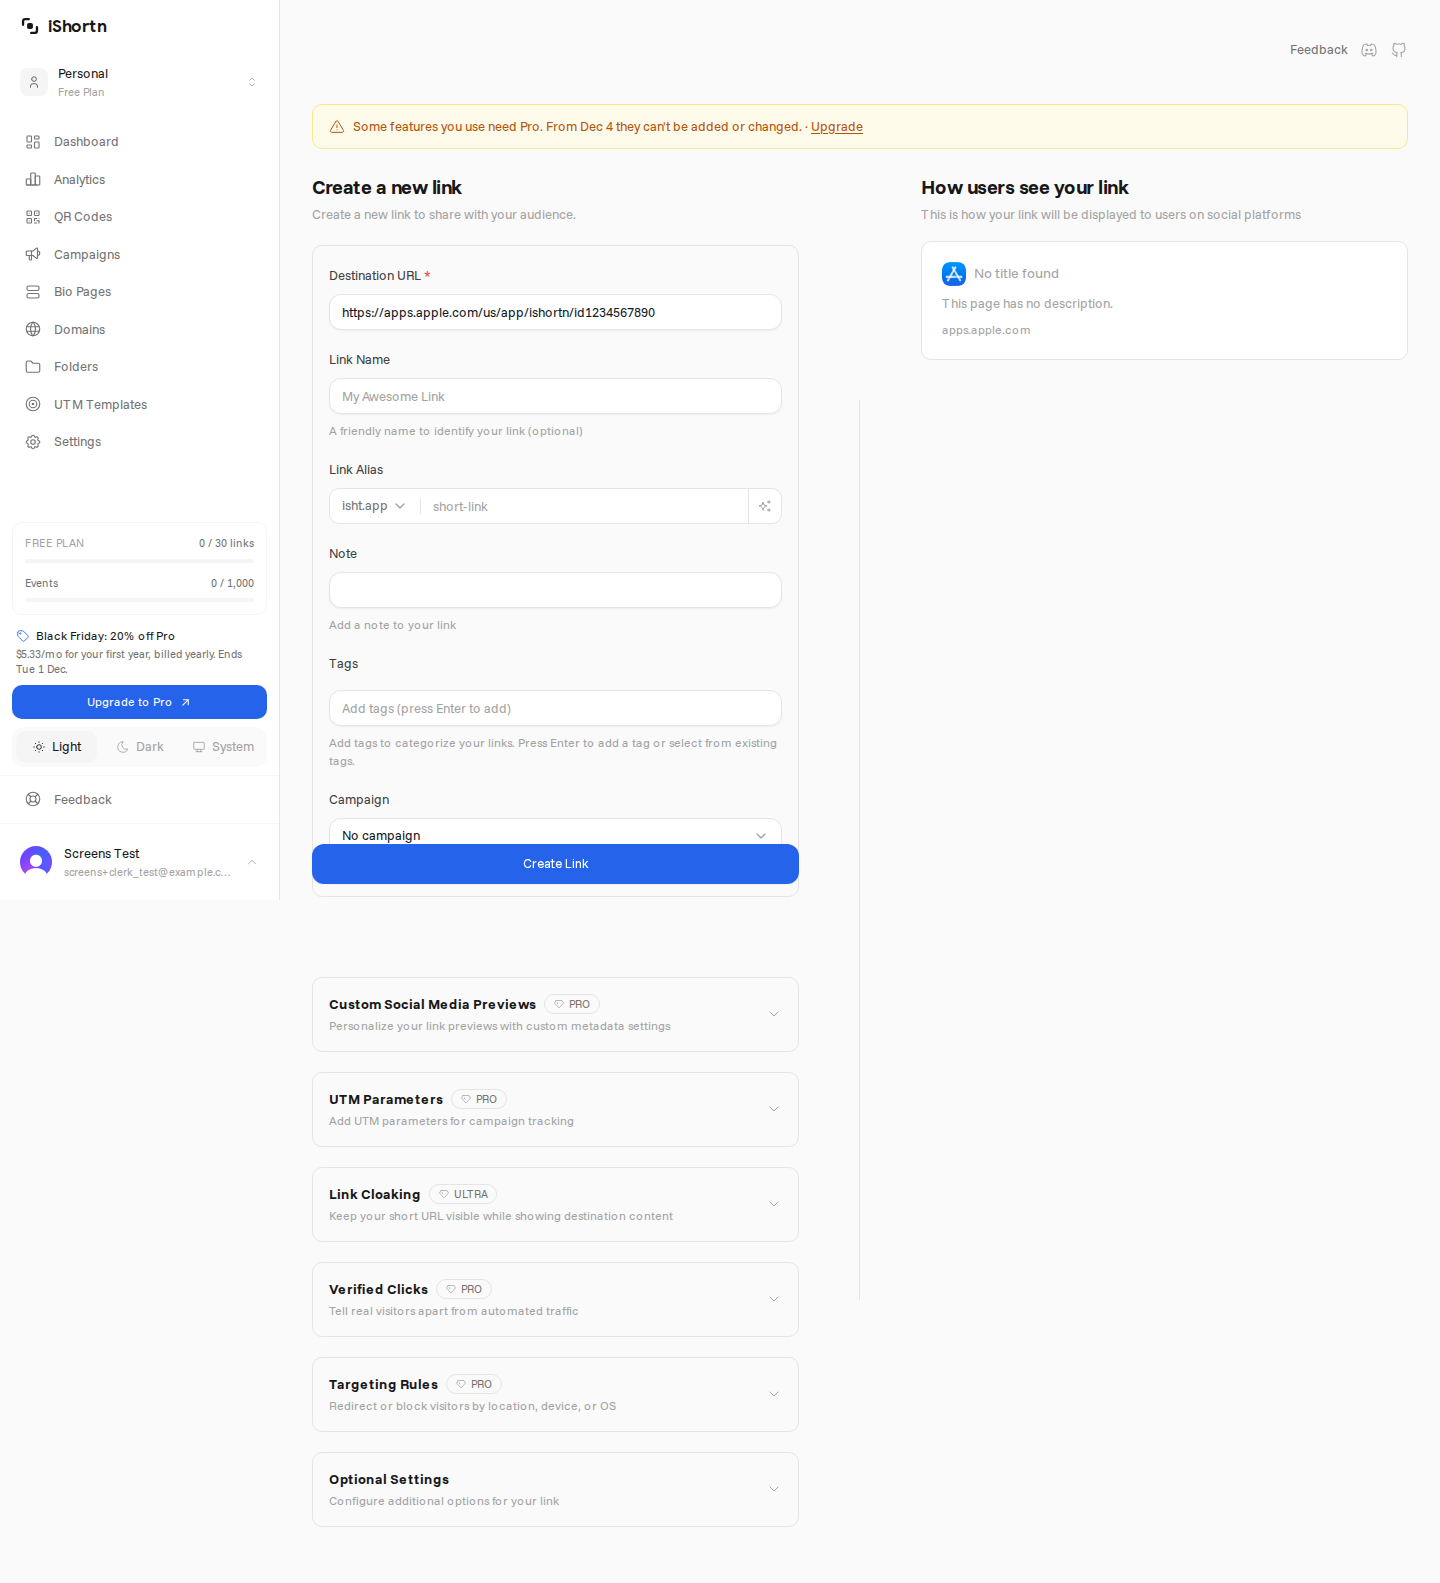 iShortn
Personal
Free Plan
Dashboard
Analytics
QR Codes
Campaigns
Bio Pages
Domains
Folders
UTM Templates
Settings
FREE PLAN 0 / 30 links
Events 0 / 1,000
Black Friday: 20% off Pro
$5.33/mo for your first year, billed yearly. Ends
Tue 1 Dec.
Upgrade to Pro
Light Dark System
Feedback
Screens Test
screens+clerk_test@example.c...
Feedback
Some features you use need Pro. From Dec 4 they can't be added or changed. · Upgrade
Create a new link
Create a new link to share with your audience.
Destination URL *
https://apps.apple.com/us/app/ishortn/id1234567890
Link Name
My Awesome Link
A friendly name to identify your link (optional)
Link Alias
isht.app short-link
Note
Add a note to your link
Tags
Add tags (press Enter to add)
Add tags to categorize your links. Press Enter to add a tag or select from existing
tags.
Campaign
No campaign
Create Link
Custom Social Media Previews PRO
Personalize your link previews with custom metadata settings
UTM Parameters PRO
Add UTM parameters for campaign tracking
Link Cloaking ULTRA
Keep your short URL visible while showing destination content
Verified Clicks PRO
Tell real visitors apart from automated traffic
Targeting Rules PRO
Redirect or block visitors by location, device, or OS
Optional Settings
Configure additional options for your link
How users see your link
This is how your link will be displayed to users on social platforms
No title found
This page has no description.
apps.apple.com